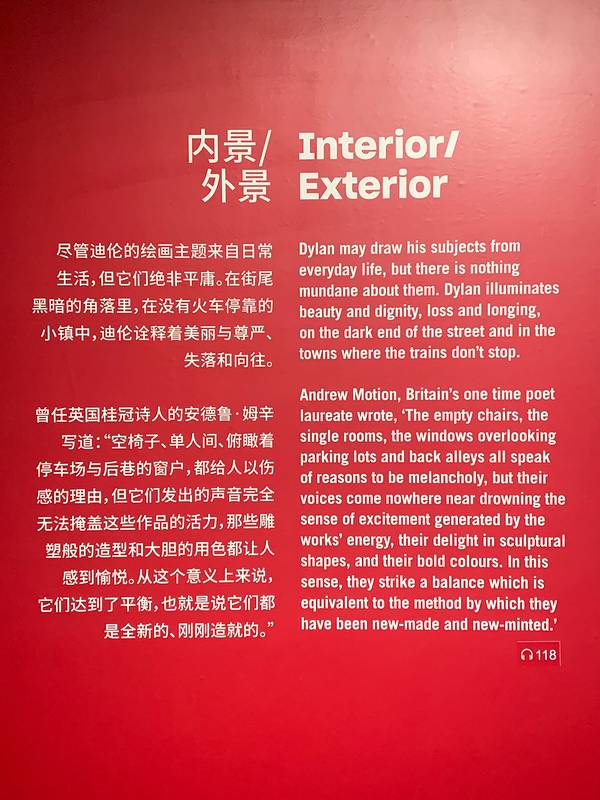 内景/
外景
尽管迪伦的绘画主题来自日常
生活,但它们绝非平庸。在街尾
黑暗的角落里,在没有火车停靠的
小镇中,迪伦诠释着美丽与尊严、
失落和向往。
曾任英国桂冠诗人的安德鲁·姆辛
写道:“空椅子、单人间、俯瞰着
停车场与后巷的窗户,都给人以伤
感的理由,但它们发出的声音完全
无法掩盖这些作品的活力,那些雕
塑般的造型和大胆的用色都让人
感到愉悦。从这个意义上来说,
它们达到了平衡,也就是说它们都
是全新的、刚刚造就的。”
Interior/
Exterior
Dylan may draw his subjects from
everyday life, but there is nothing
mundane about them. Dylan illuminates
beauty and dignity, loss and longing,
on the dark end of the street and in the
towns where the trains don’t stop.
Andrew Motion, Britain’s one time poet
laureate wrote, ‘The empty chairs, the
single rooms, the windows overlooking
parking lots and back alleys all speak
of reasons to be melancholy, but their
voices come nowhere near drowning the
sense of excitement generated by the
works’ energy, their delight in sculptural
shapes, and their bold colours. In this
sense, they strike a balance which is
equivalent to the method by which they
have been new-made and new-minted.’
118